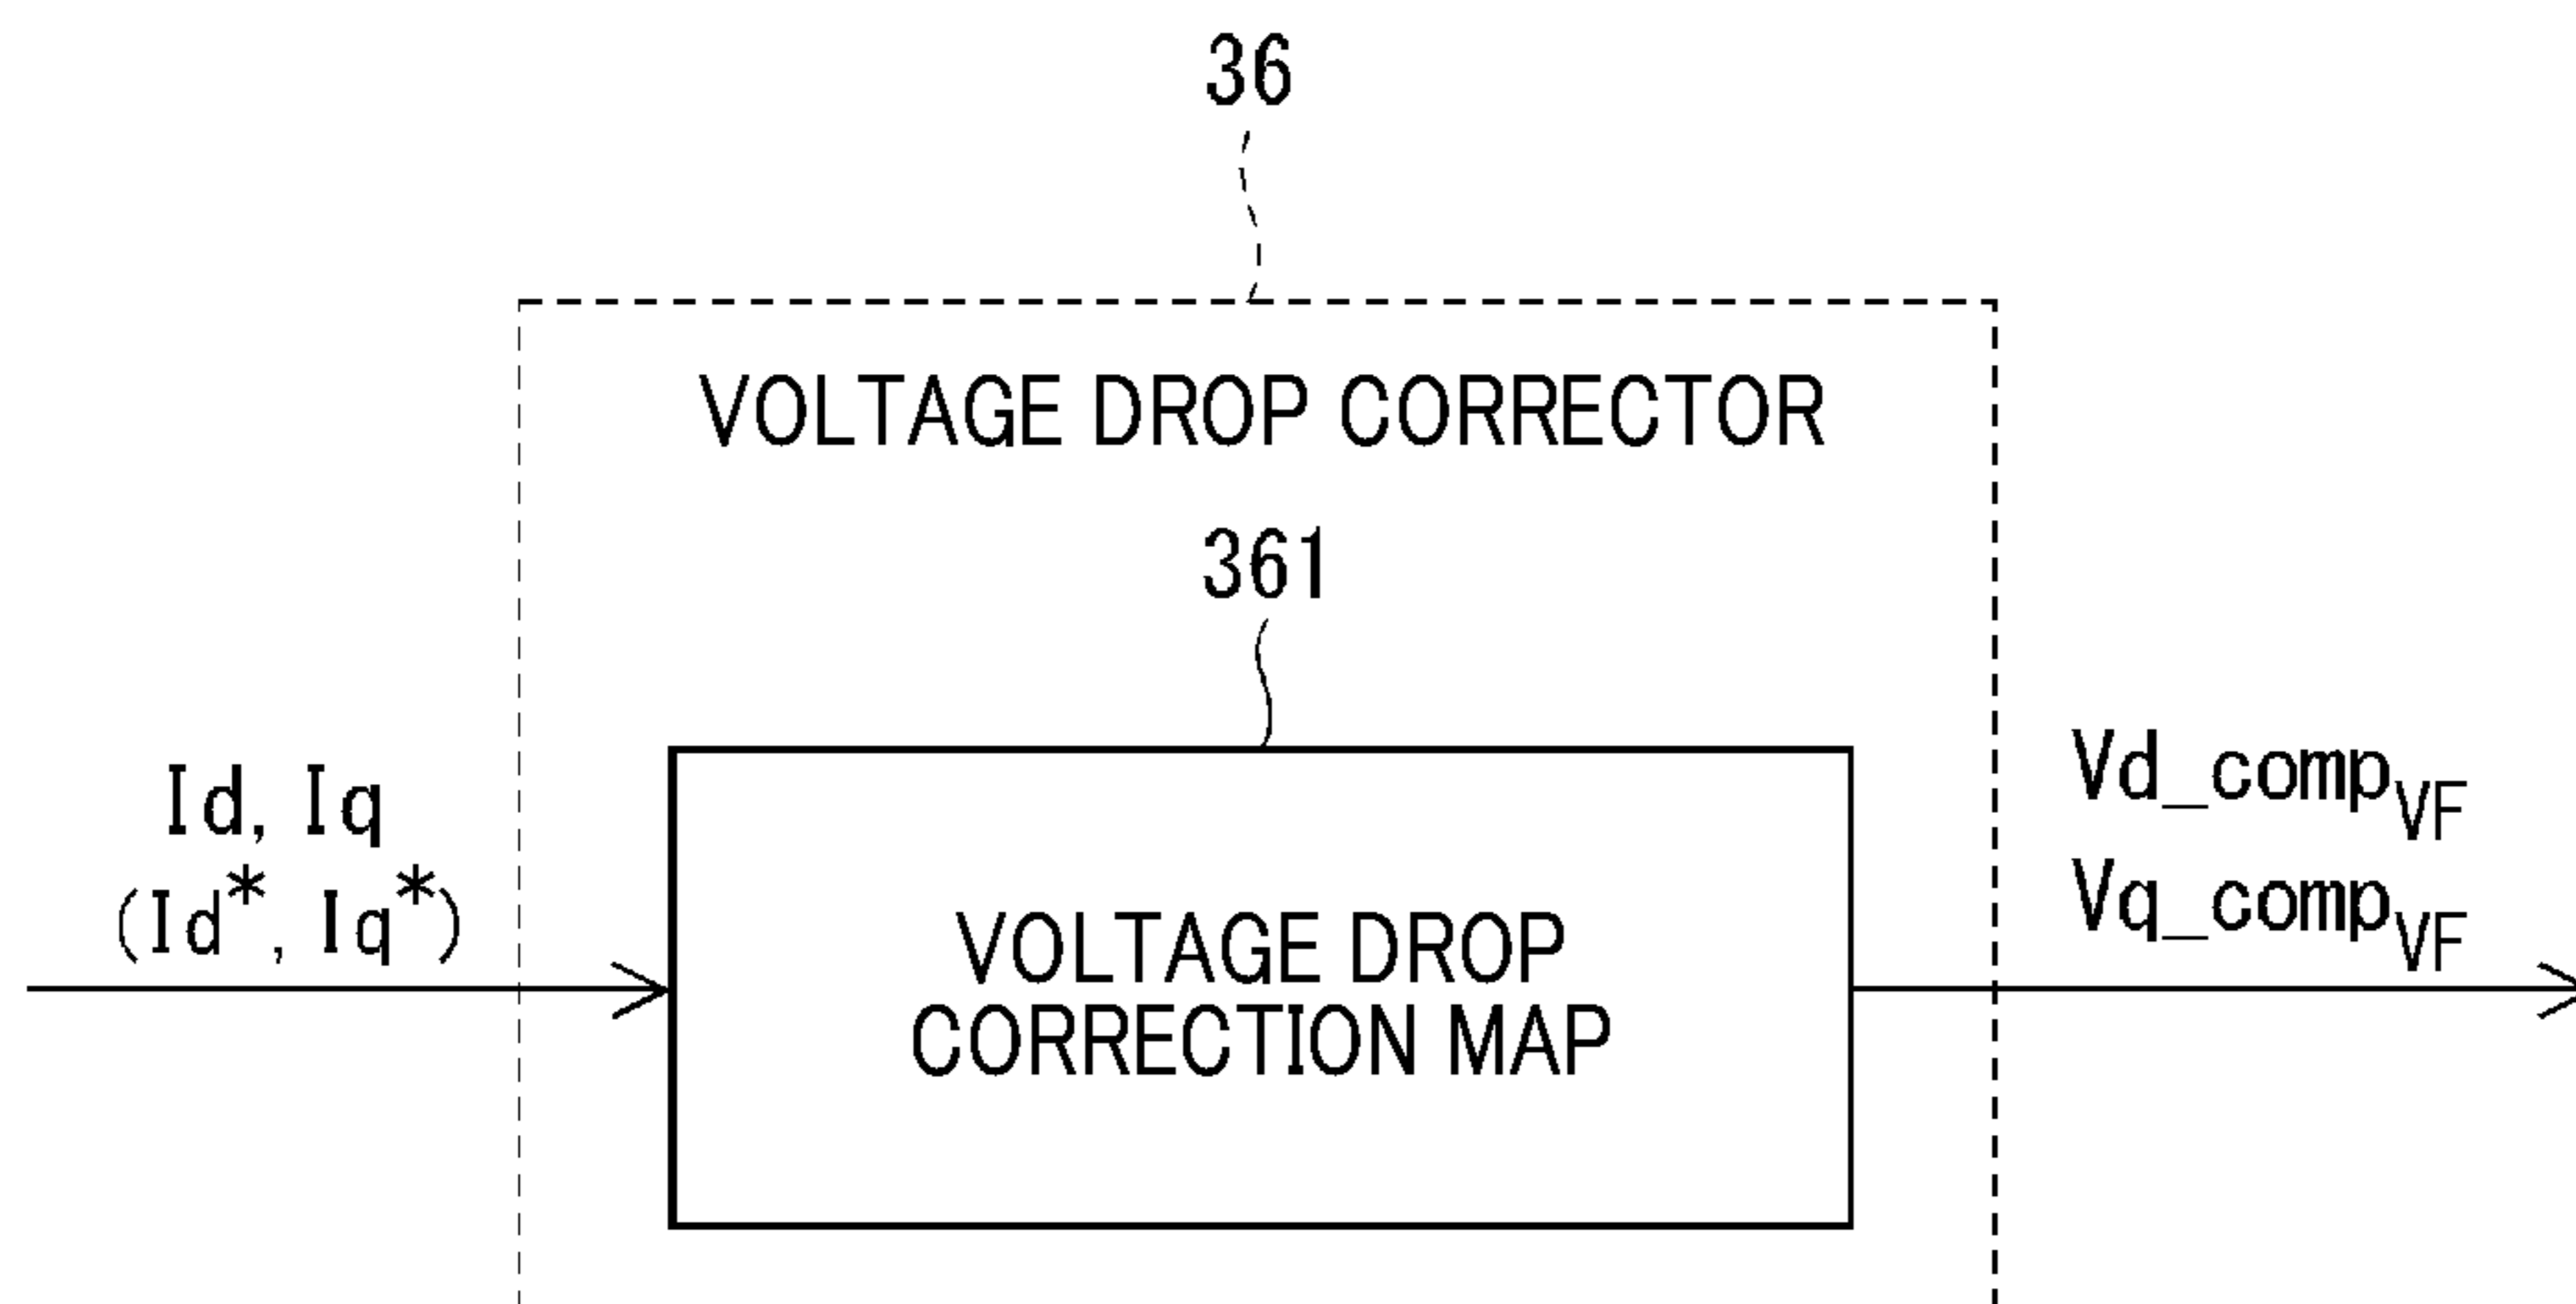 36
VOLTAGE DROP CORRECTOR
361
Id, Iq
(Id*, Iq*)
VOLTAGE DROP
CORRECTION MAP
Vd_compVF
Vq_compVF